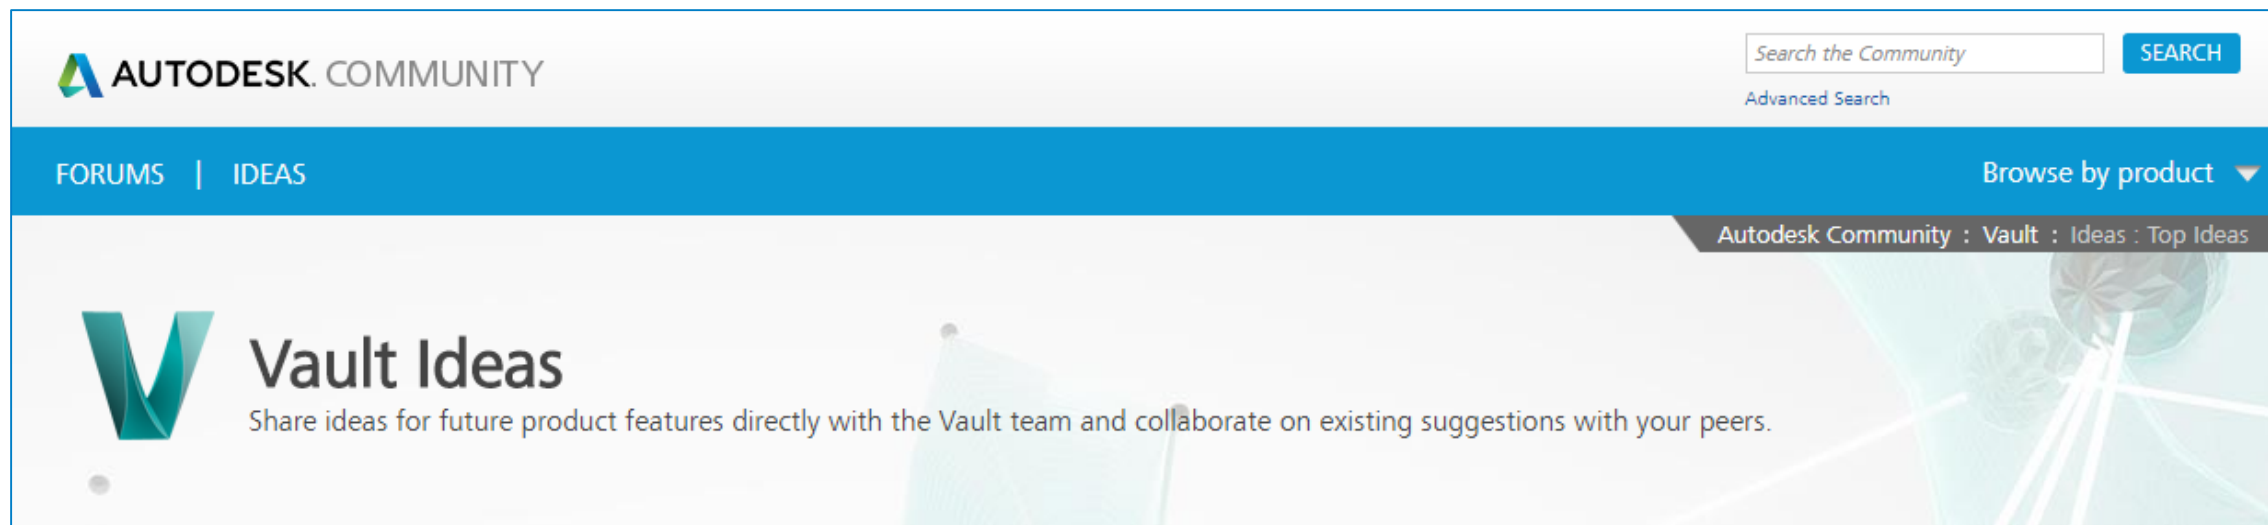 AUTODESK. COMMUNITY
Search the Community
SEARCH
Advanced Search
FORUMS | IDEAS
Browse by product
Autodesk Community : Vault : Ideas : Top Ideas
Vault Ideas
Share ideas for future product features directly with the Vault team and collaborate on existing suggestions with your peers.